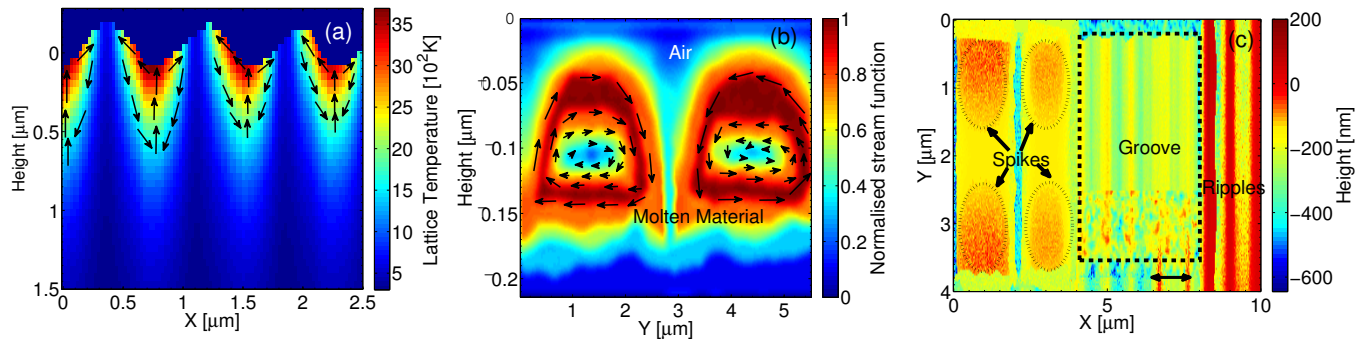 (a)
Height [μm]
0
0.5
1
1.5
0
0.5
1
1.5
2
2.5
X [μm]
35
30
25
20
15
10
5
Lattice Temperature [10²K]
(b)
Air
Molten Material
Height [μm]
0
-0.05
-0.1
-0.15
-0.2
1
2
3
4
5
Y [μm]
1
0.8
0.6
0.4
0.2
0
Normalised stream function
(c)
Spikes
Groove
Ripples
Y [μm]
0
1
2
3
4
0
5
10
X [μm]
200
0
−200
−400
−600
Height [nm]